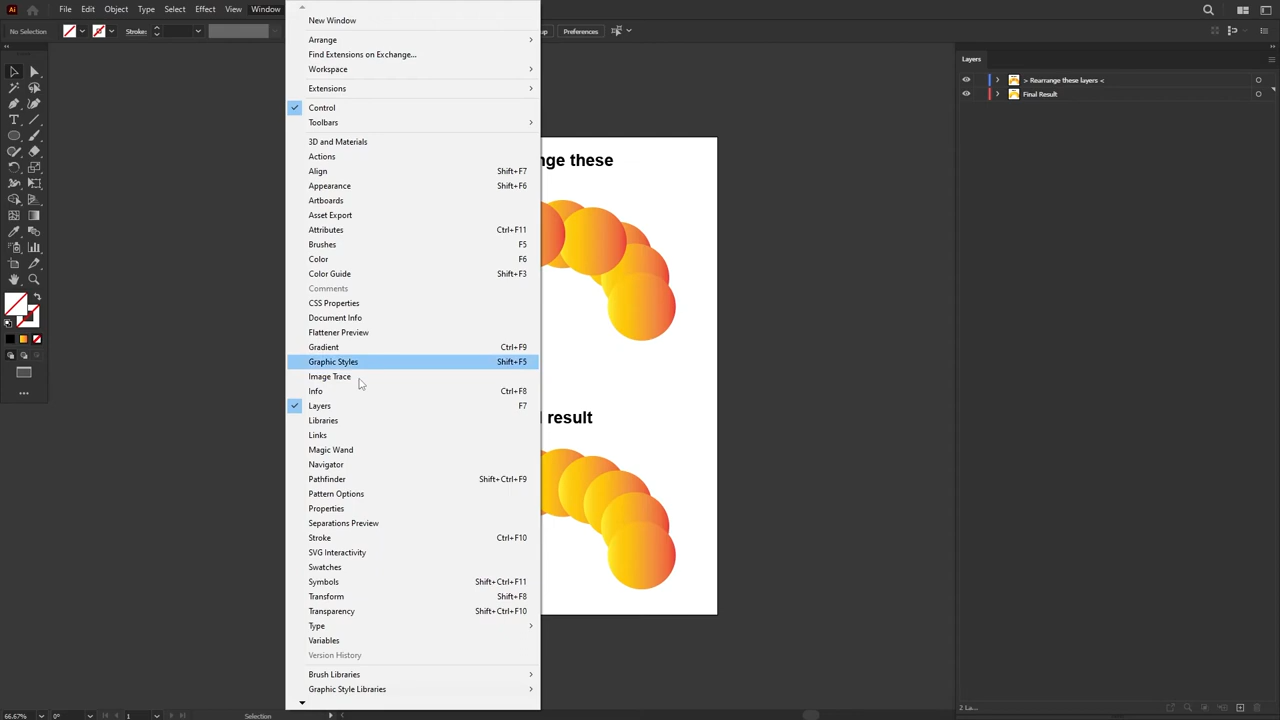 Ai File Edit Object Type Select Effect View Window
No Selection Stroke: Preferences
New Window
Arrange
Find Extensions on Exchange...
Workspace
Extensions
Control
Toolbars
3D and Materials
Actions
Align Shift+F7
Appearance Shift+F6
Artboards
Asset Export
Attributes Ctrl+F11
Brushes F5
Color F6
Color Guide Shift+F3
Comments
CSS Properties
Document Info
Flattener Preview
Gradient Ctrl+F9
Graphic Styles Shift+F5
Image Trace
Info Ctrl+F8
Layers F7
Libraries
Links
Magic Wand
Navigator
Pathfinder Shift+Ctrl+F9
Pattern Options
Properties
Separations Preview
Stroke Ctrl+F10
SVG Interactivity
Swatches
Symbols Shift+Ctrl+F11
Transform Shift+F8
Transparency Shift+Ctrl+F10
Type
Variables
Version History
Brush Libraries
Graphic Style Libraries
nge these
result
Layers
> Rearrange these layers <
Final Result
2 La...
66.67% 0° 1 Selection